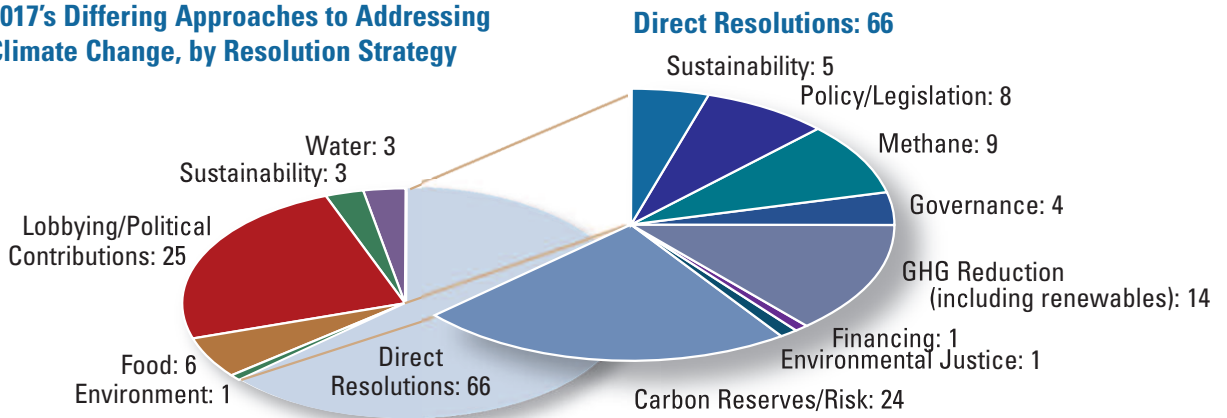 017’s Differing Approaches to Addressing
Climate Change, by Resolution Strategy
Water: 3
Sustainability: 3
Lobbying/Political
Contributions: 25
Food: 6
Environment: 1
Direct
Resolutions: 66
Direct Resolutions: 66
Sustainability: 5
Policy/Legislation: 8
Methane: 9
Governance: 4
GHG Reduction
(including renewables): 14
Financing: 1
Environmental Justice: 1
Carbon Reserves/Risk: 24